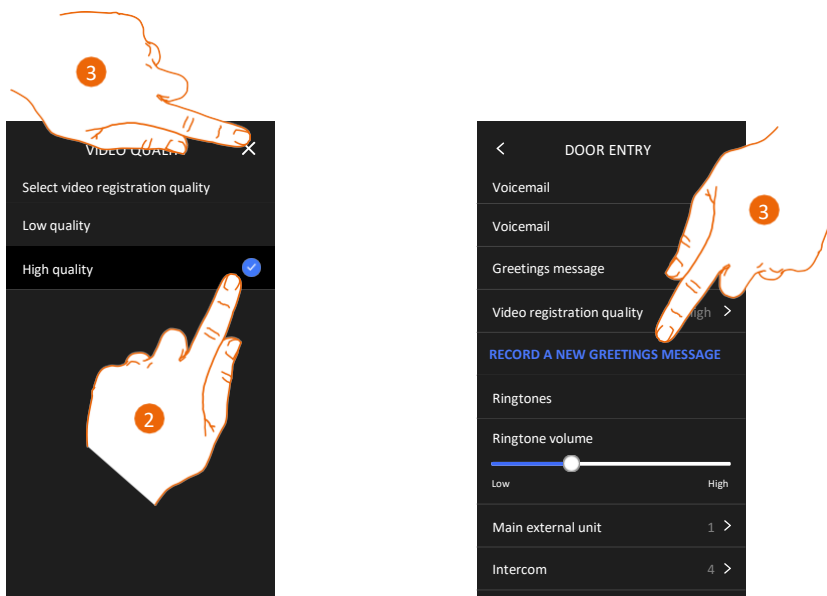 3
VIDEO QUALITY
Select video registration quality
Low quality
High quality
2
DOOR ENTRY
Voicemail
3
Voicemail
Greetings message
Video registration quality High
RECORD A NEW GREETINGS MESSAGE
Ringtones
Ringtone volume
Low High
Main external unit 1
Intercom 4